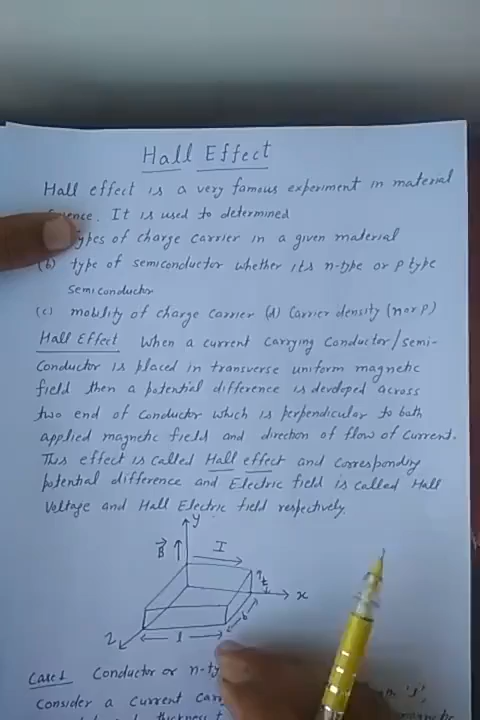 Hall Effect
Hall effect is a very famous experiment in material
science. It is used to determined
types of charge carrier in a given material
(b) type of semiconductor whether its n-type or p type
semiconductor
(c) mobility of charge carrier (d) Carrier density (n or p)
Hall Effect When a current carrying conductor/semi-
conductor is placed in transverse uniform magnetic
field then a potential difference is developed across
two end of conductor which is perpendicular to both
applied magnetic field and direction of flow of current.
This effect is called Hall effect and corresponding
potential difference and Electric field is called Hall
Voltage and Hall Electric field respectively.
y
B I
t
x
b
z l
Case 1 Conductor or n-ty
Consider a current carr